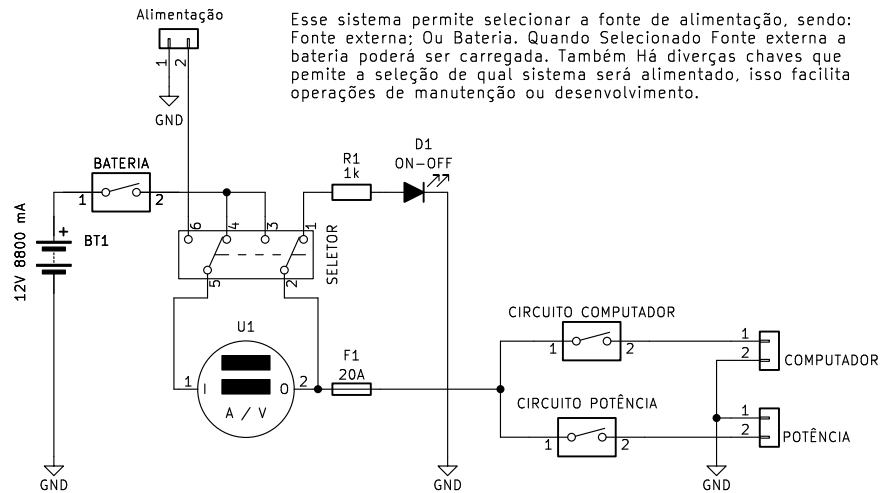 Alimentação
Esse sistema permite selecionar a fonte de alimentação, sendo:
Fonte externa; Ou Bateria. Quando Selecionado Fonte externa a
bateria poderá ser carregada. Também Há diverças chaves que
pemite a seleção de qual sistema será alimentado, isso facilita
operações de manutenção ou desenvolvimento.
1 2
GND
BATERIA
1 2
12V 8800 mA
+
BT1
R1
1k
D1
ON-OFF
6 4 3 1
SELETOR
5 2
U1
1 I O 2
A / V
F1
20A
CIRCUITO COMPUTADOR
1 2
1
2
COMPUTADOR
CIRCUITO POTÊNCIA
1 2
1
2
POTÊNCIA
GND
GND
GND